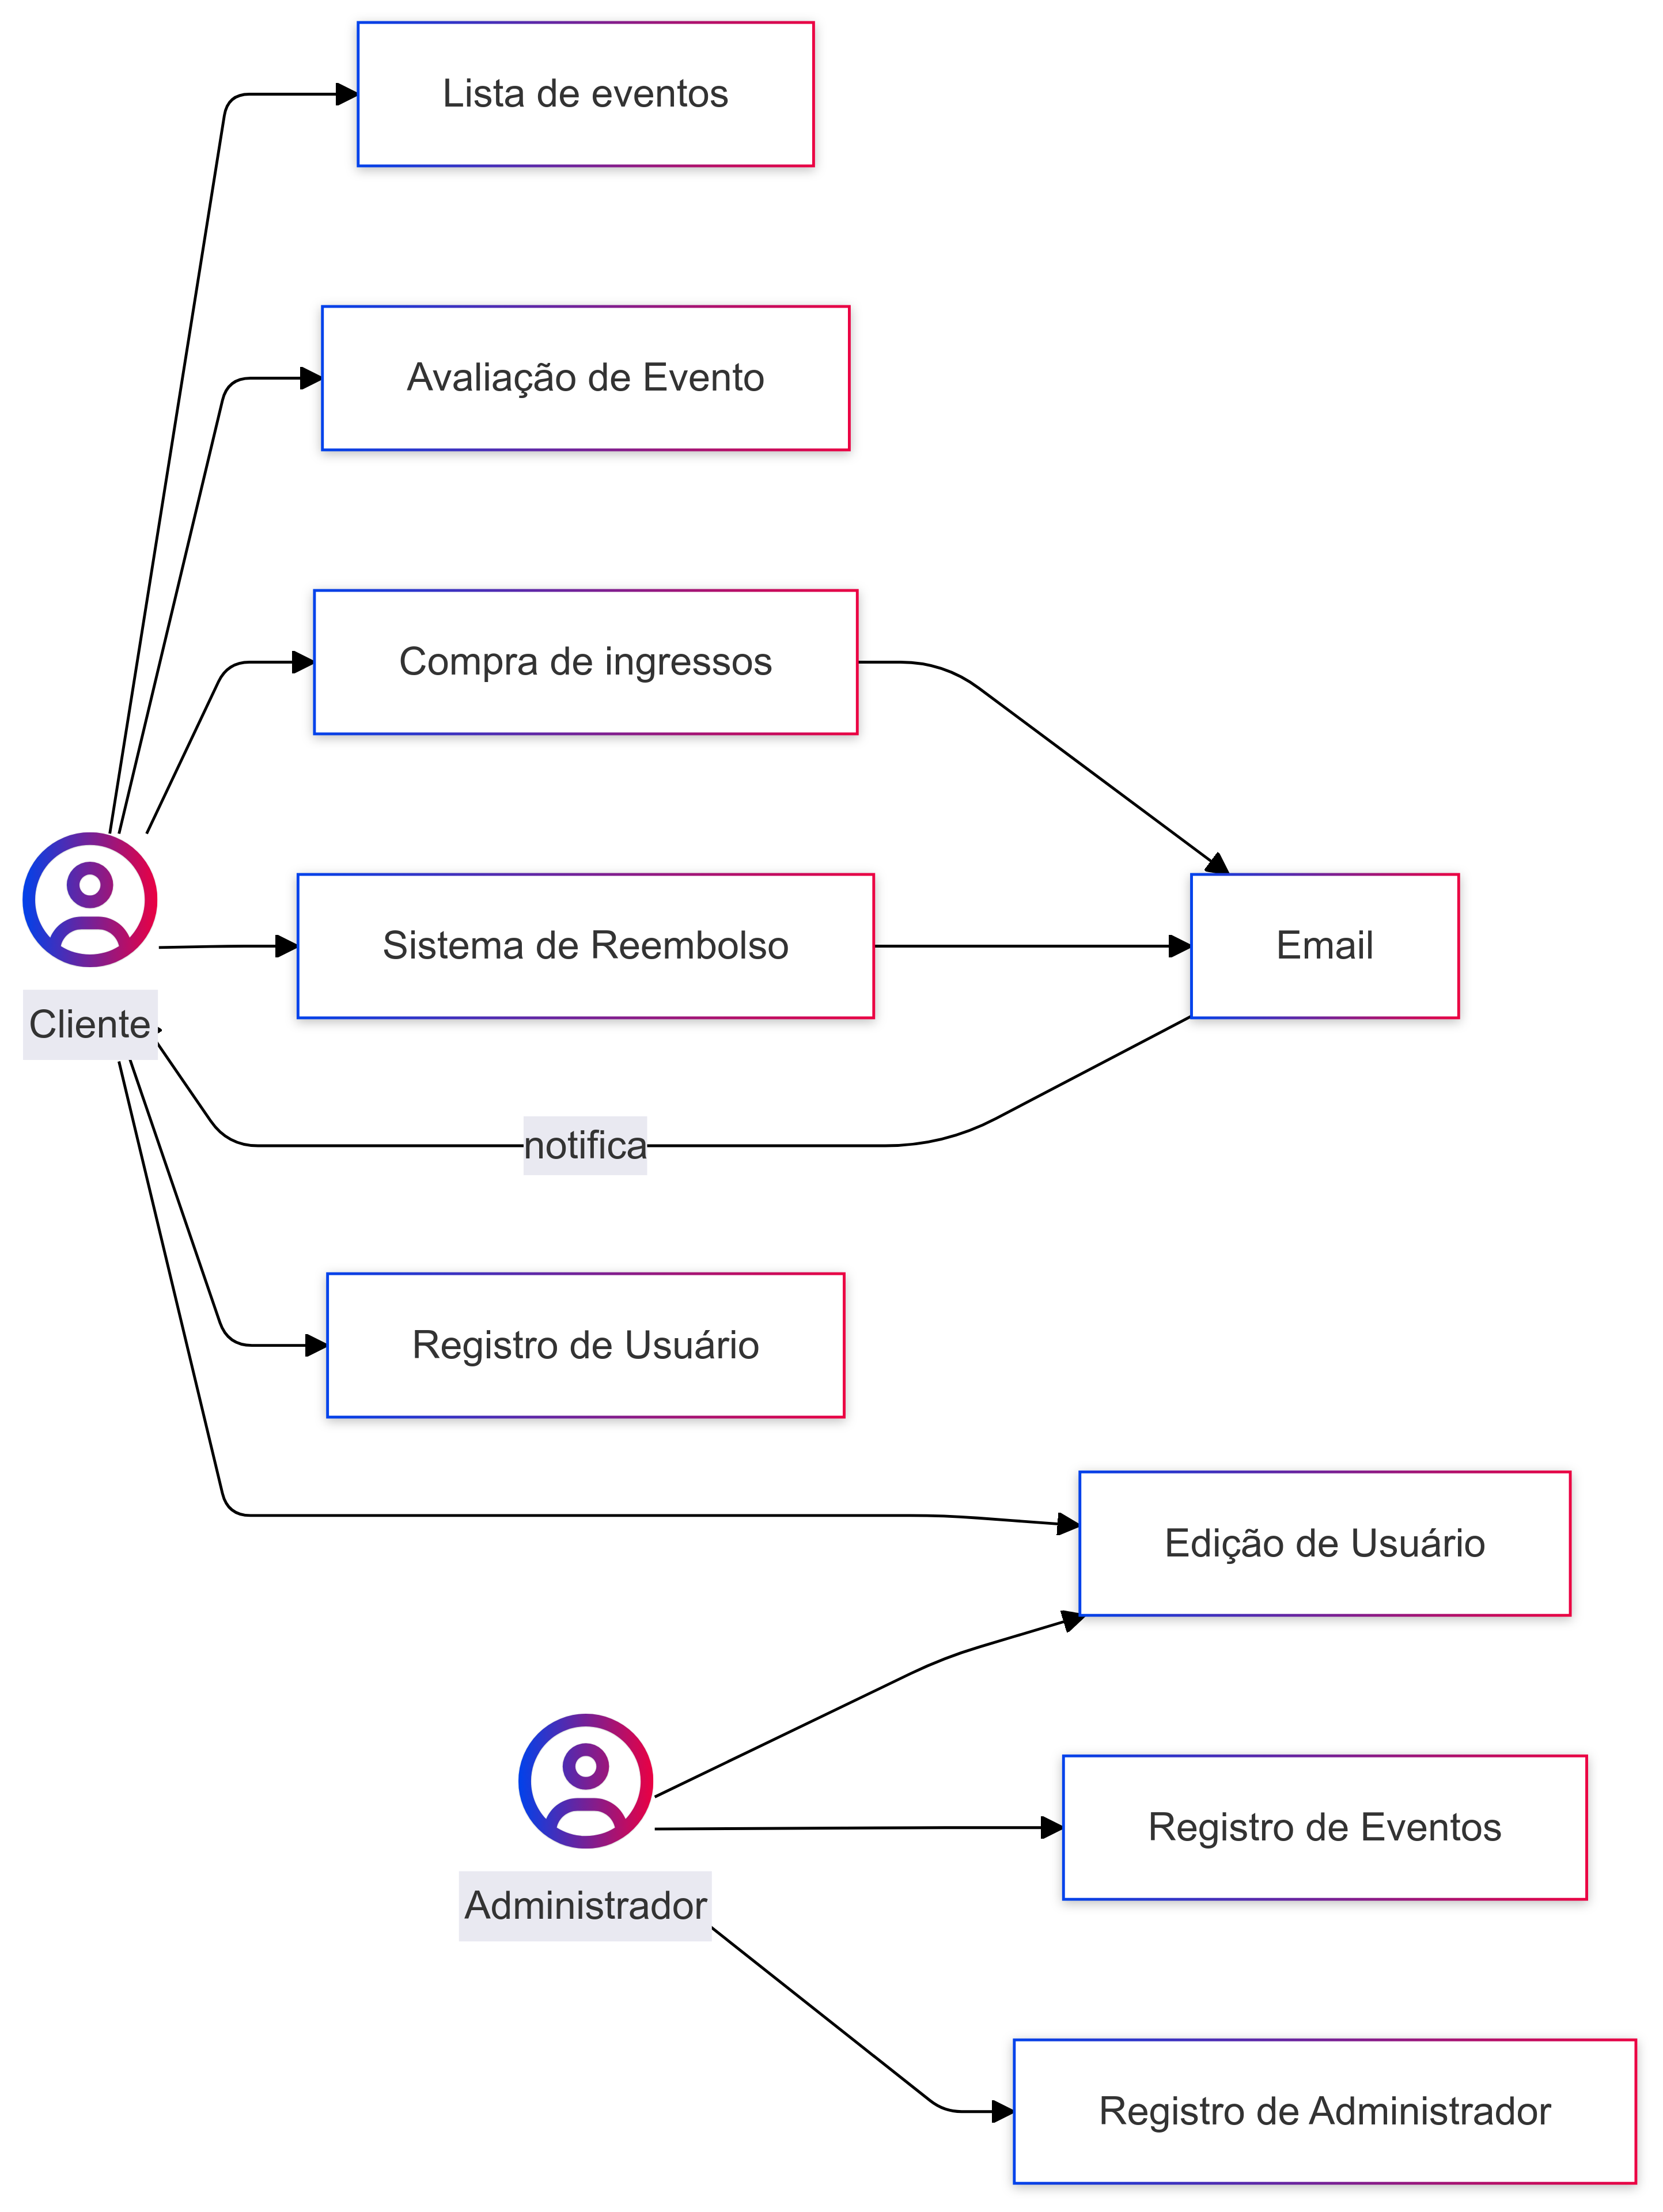 Lista de eventos
Avaliação de Evento
Compra de ingressos
Sistema de Reembolso
Email
Cliente
notifica
Registro de Usuário
Edição de Usuário
Registro de Eventos
Administrador
Registro de Administrador